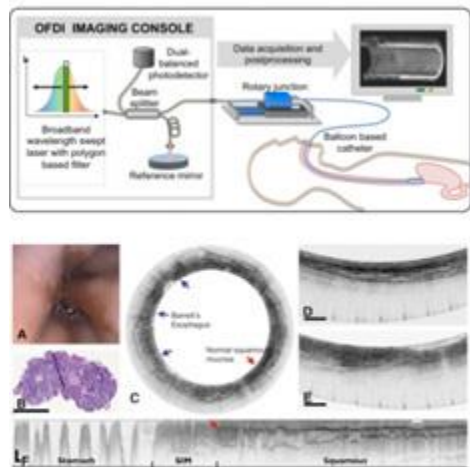 OFDI IMAGING CONSOLE
Dual-
balanced
photodetector
Data acquisition and
postprocessing
Beam
splitter
Rotary junction
Broadband
wavelength swept
laser with polygon
based filter
Reference mirror
Balloon based
catheter
A
B
C
Barrett's
Esophagus
Normal squamous
mucosa
D
E
F
Stomach
GIM
Squamous